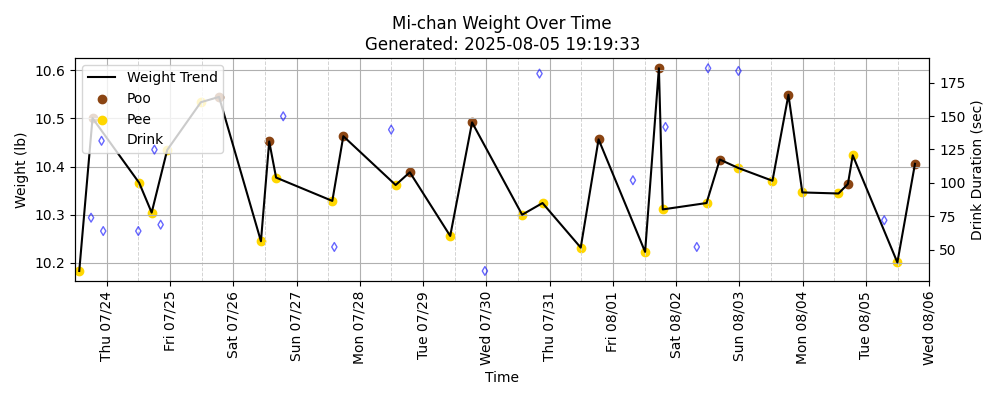 Mi-chan Weight Over Time
Generated: 2025-08-05 19:19:33
Weight Trend
Poo
Pee
Drink
Weight (lb)
10.6
10.5
10.4
10.3
10.2
175
150
125
100
75
50
Drink Duration (sec)
Thu 07/24
Fri 07/25
Sat 07/26
Sun 07/27
Mon 07/28
Tue 07/29
Wed 07/30
Thu 07/31
Fri 08/01
Sat 08/02
Sun 08/03
Mon 08/04
Tue 08/05
Wed 08/06
Time